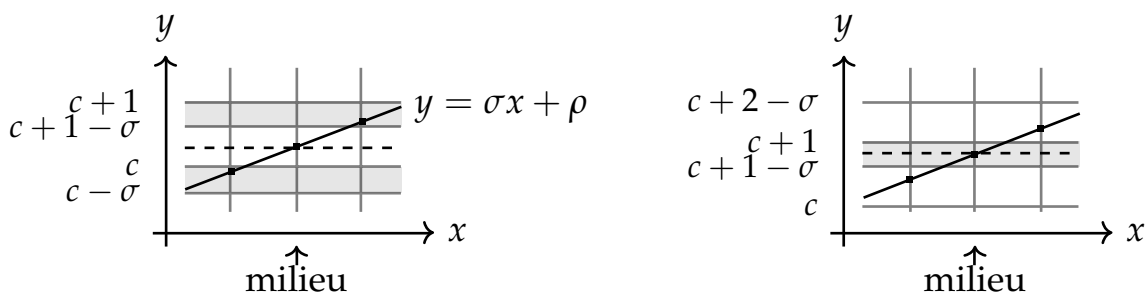 y
c + 1
c + 1 − σ
c
c − σ
y = σx + ρ
x
milieu
y
c + 2 − σ
c + 1
c + 1 − σ
c
x
milieu